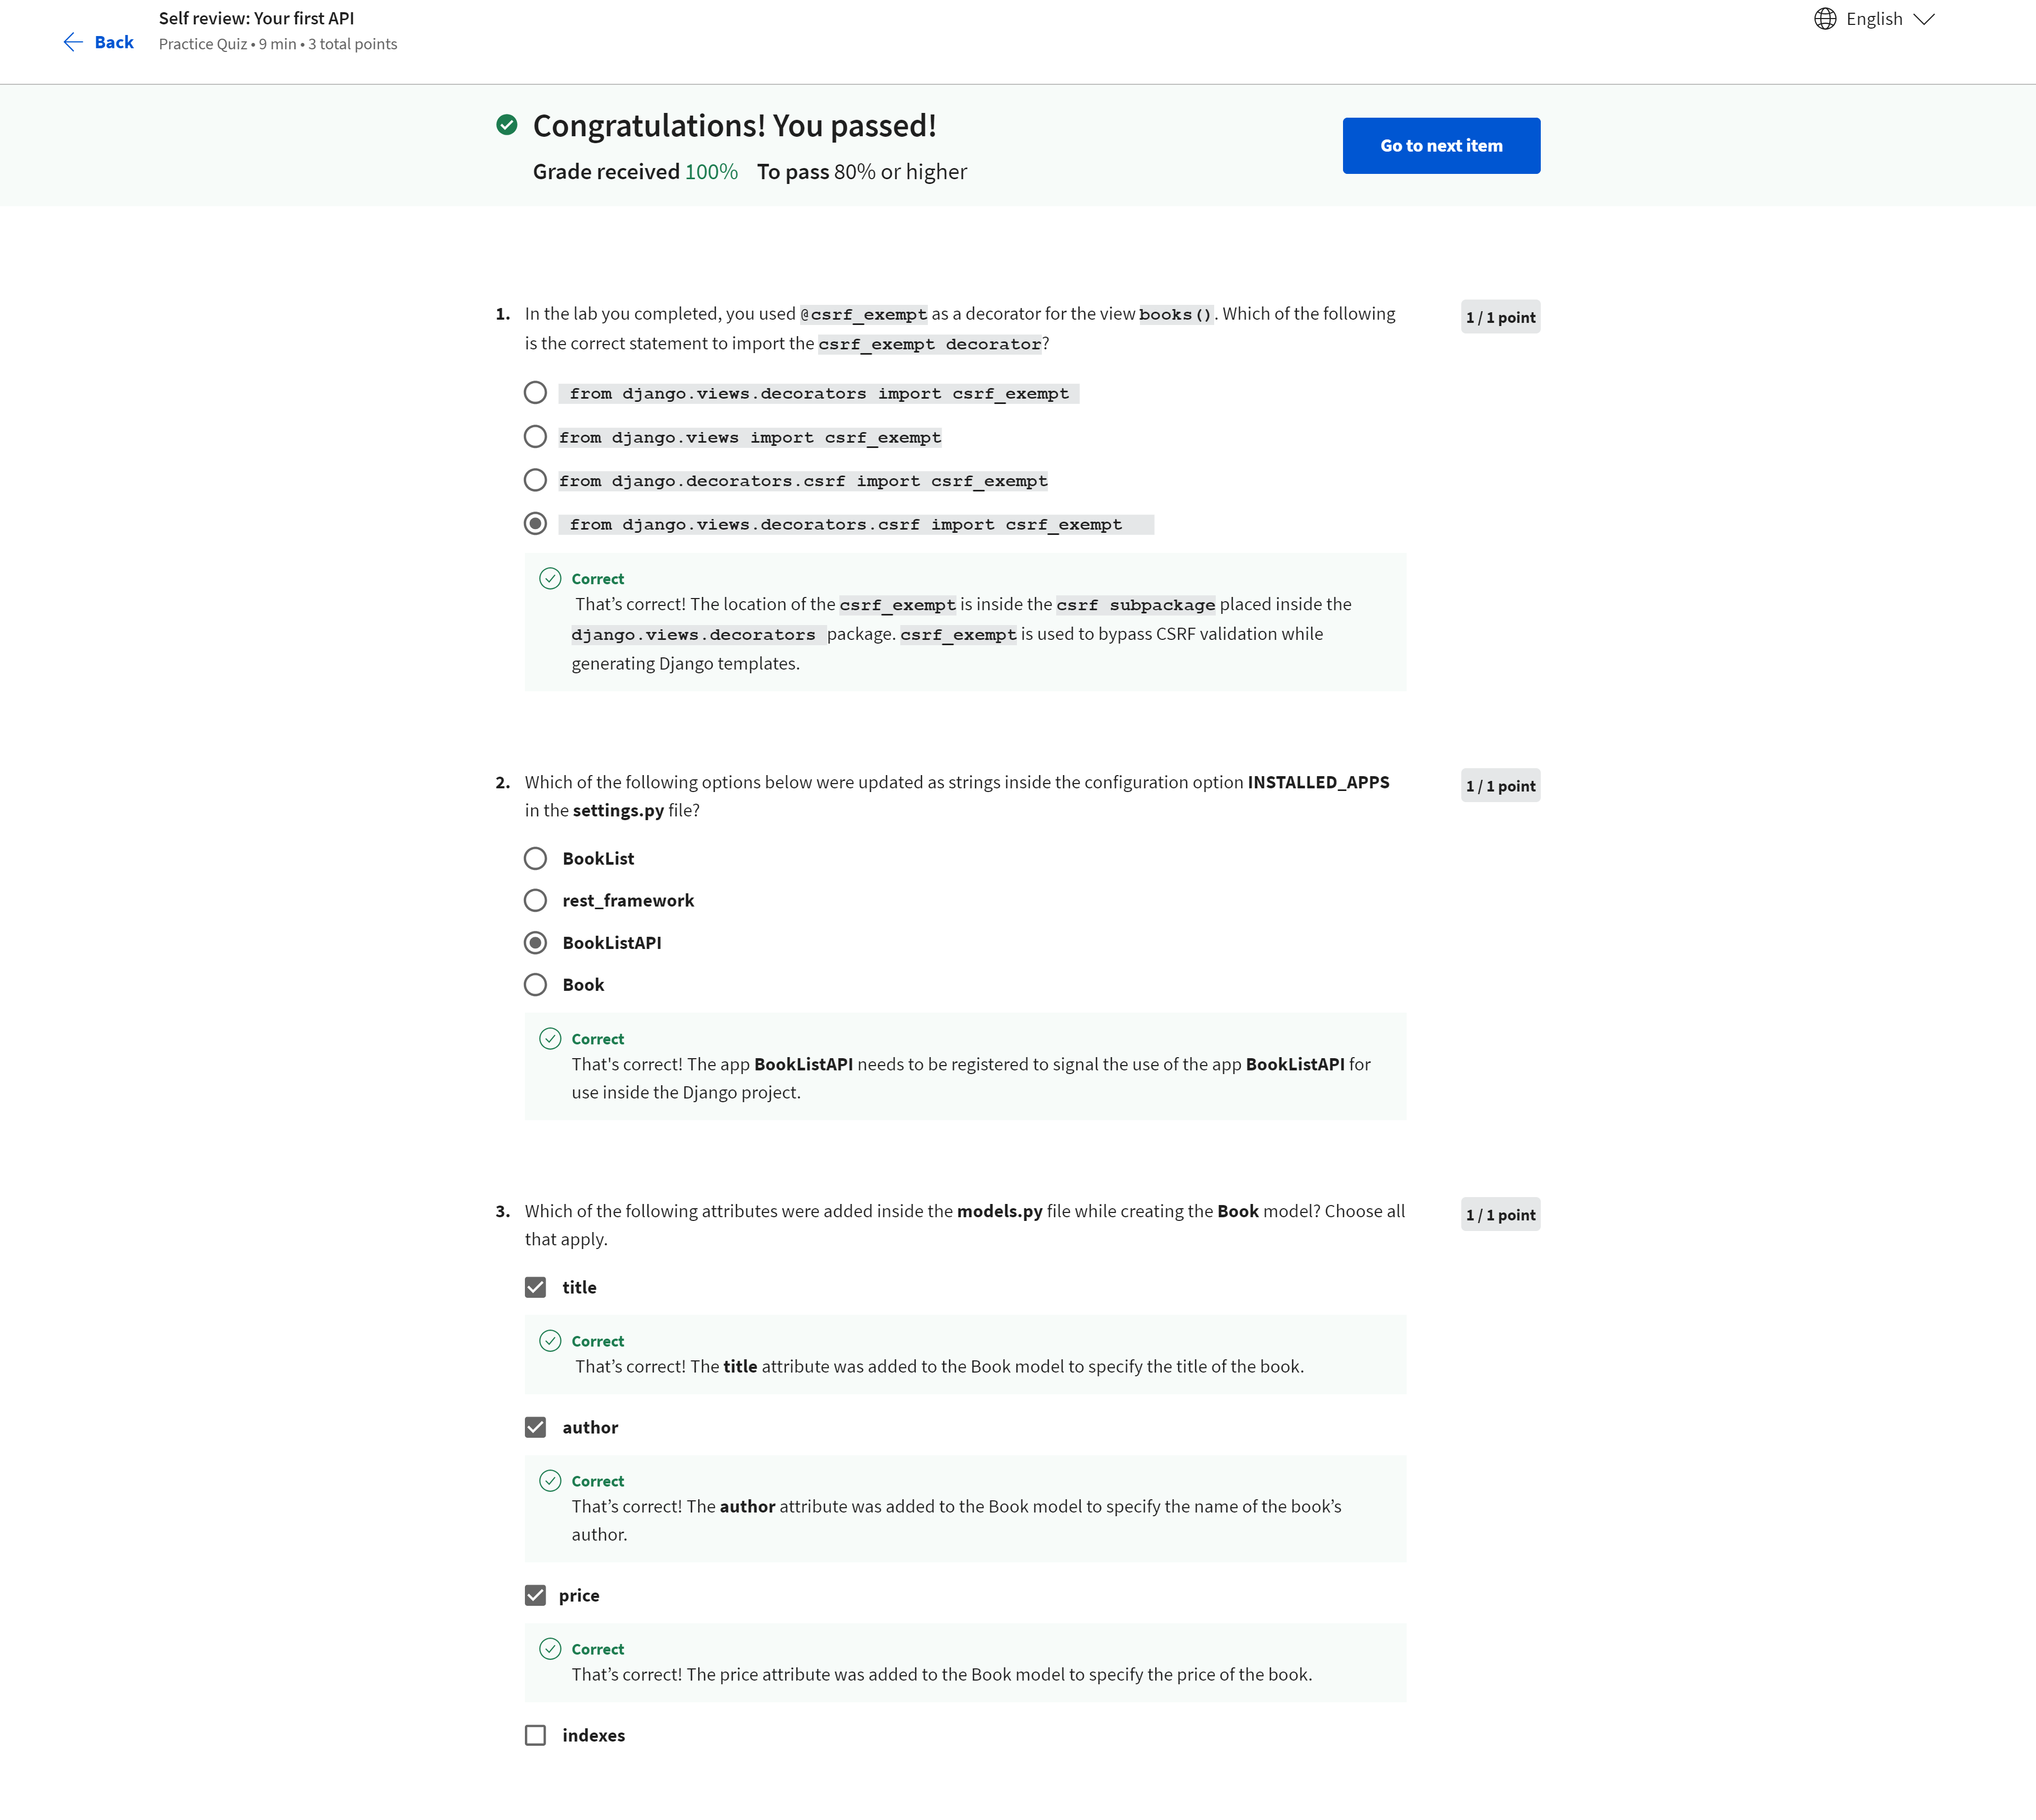 Self review: Your first API
Back
Practice Quiz • 9 min • 3 total points
English
Congratulations! You passed!
Grade received 100% To pass 80% or higher
Go to next item
1. In the lab you completed, you used @csrf_exempt as a decorator for the view books(). Which of the following
is the correct statement to import the csrf_exempt decorator?
1 / 1 point
from django.views.decorators import csrf_exempt
from django.views import csrf_exempt
from django.decorators.csrf import csrf_exempt
from django.views.decorators.csrf import csrf_exempt
Correct
That’s correct! The location of the csrf_exempt is inside the csrf subpackage placed inside the
django.views.decorators package. csrf_exempt is used to bypass CSRF validation while
generating Django templates.
2. Which of the following options below were updated as strings inside the configuration option INSTALLED_APPS
in the settings.py file?
1 / 1 point
BookList
rest_framework
BookListAPI
Book
Correct
That's correct! The app BookListAPI needs to be registered to signal the use of the app BookListAPI for
use inside the Django project.
3. Which of the following attributes were added inside the models.py file while creating the Book model? Choose all
that apply.
1 / 1 point
title
Correct
That’s correct! The title attribute was added to the Book model to specify the title of the book.
author
Correct
That’s correct! The author attribute was added to the Book model to specify the name of the book’s
author.
price
Correct
That’s correct! The price attribute was added to the Book model to specify the price of the book.
indexes